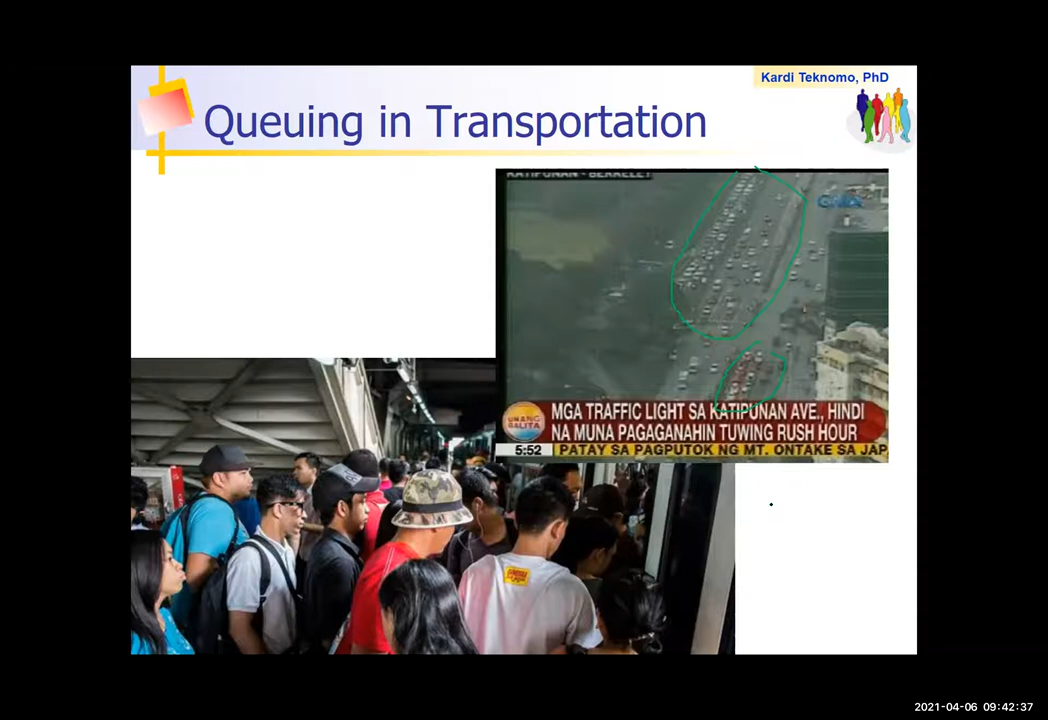 Kardi Teknomo, PhD
Queuing in Transportation
KATIPUNAN - BERKELEY
GMA
UNANG
BALITA
MGA TRAFFIC LIGHT SA KATIPUNAN AVE., HINDI
NA MUNA PAGAGANAHIN TUWING RUSH HOUR
5:52
PATAY SA PAGPUTOK NG MT. ONTAKE SA JAP
2021-04-06 09:42:37